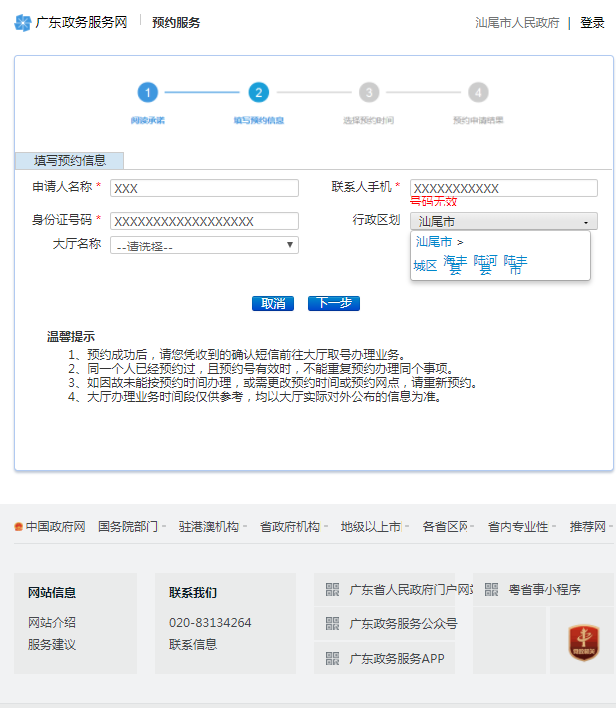 广东政务服务网 预约服务 汕尾市人民政府 | 登录
1 2 3 4
阅读承诺 填写预约信息 选择预约时间 预约申请结果
填写预约信息
申请人名称 * XXX 联系人手机 * XXXXXXXXXXX
号码无效
身份证号码 * XXXXXXXXXXXXXXXXXX 行政区划 汕尾市
大厅名称 --请选择-- 汕尾市 >
城区 海丰县 陆河县 陆丰市
取消 下一步
温馨提示
1、预约成功后，请您凭收到的确认短信前往大厅取号办理业务。
2、同一个人已经预约过，且预约号有效时，不能重复预约办理同个事项。
3、如因故未能按预约时间办理，或需更改预约时间或预约网点，请重新预约。
4、大厅办理业务时间段仅供参考，均以大厅实际对外公布的信息为准。
中国政府网 国务院部门 驻港澳机构 省政府机构 地级以上市 各省区网 省内专业性 推荐网
网站信息 联系我们 广东省人民政府门户网站 粤省事小程序
网站介绍 020-83134264 广东政务服务公众号
服务建议 联系信息 广东政务服务APP
党政机关